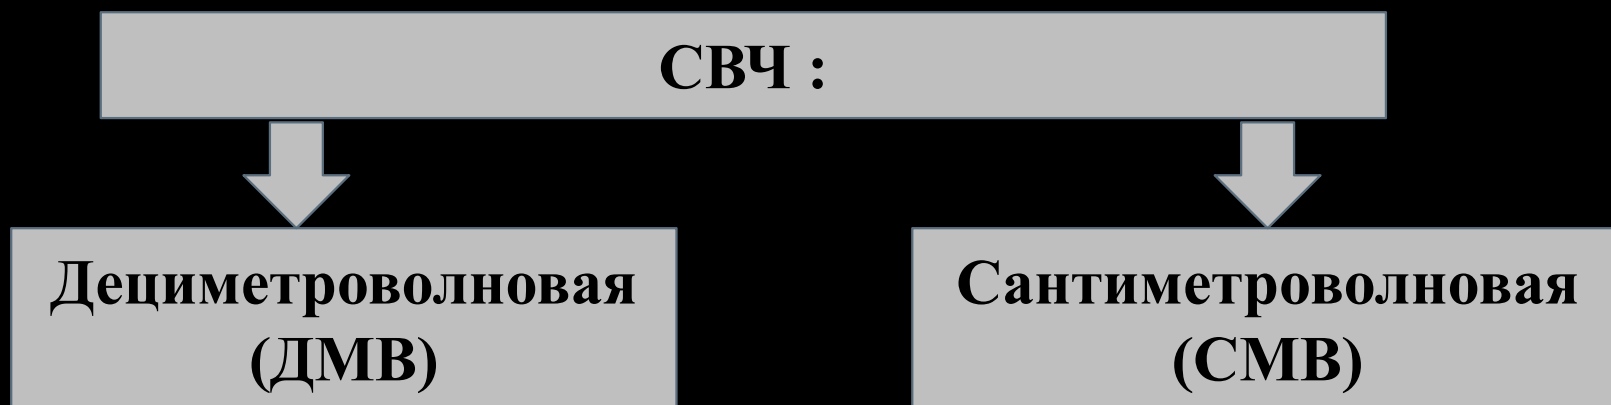 СВЧ :
Дециметроволновая
(ДМВ)
Сантиметроволновая
(СМВ)